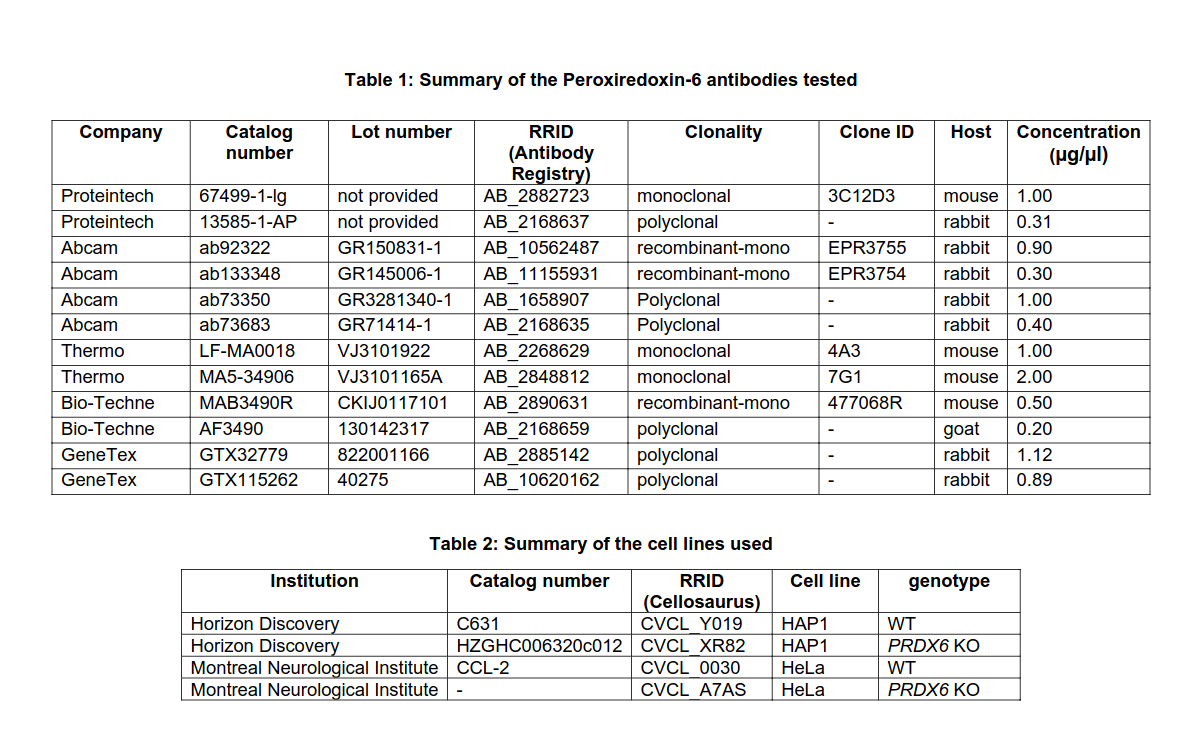 Table 1: Summary of the Peroxiredoxin-6 antibodies tested
Company Catalog number Lot number RRID (Antibody Registry) Clonality Clone ID Host Concentration (µg/µl)
Proteintech 67499-1-Ig not provided AB_2882723 monoclonal 3C12D3 mouse 1.00
Proteintech 13585-1-AP not provided AB_2168637 polyclonal - rabbit 0.31
Abcam ab92322 GR150831-1 AB_10562487 recombinant-mono EPR3755 rabbit 0.90
Abcam ab133348 GR145006-1 AB_11155931 recombinant-mono EPR3754 rabbit 0.30
Abcam ab73350 GR3281340-1 AB_1658907 Polyclonal - rabbit 1.00
Abcam ab73683 GR71414-1 AB_2168635 Polyclonal - rabbit 0.40
Thermo LF-MA0018 VJ3101922 AB_2268629 monoclonal 4A3 mouse 1.00
Thermo MA5-34906 VJ3101165A AB_2848812 monoclonal 7G1 mouse 2.00
Bio-Techne MAB3490R CKIJ0117101 AB_2890631 recombinant-mono 477068R mouse 0.50
Bio-Techne AF3490 130142317 AB_2168659 polyclonal - goat 0.20
GeneTex GTX32779 822001166 AB_2885142 polyclonal - rabbit 1.12
GeneTex GTX115262 40275 AB_10620162 polyclonal - rabbit 0.89
Table 2: Summary of the cell lines used
Institution Catalog number RRID (Cellosaurus) Cell line genotype
Horizon Discovery C631 CVCL_Y019 HAP1 WT
Horizon Discovery HZGHC006320c012 CVCL_XR82 HAP1 PRDX6 KO
Montreal Neurological Institute CCL-2 CVCL_0030 HeLa WT
Montreal Neurological Institute - CVCL_A7AS HeLa PRDX6 KO